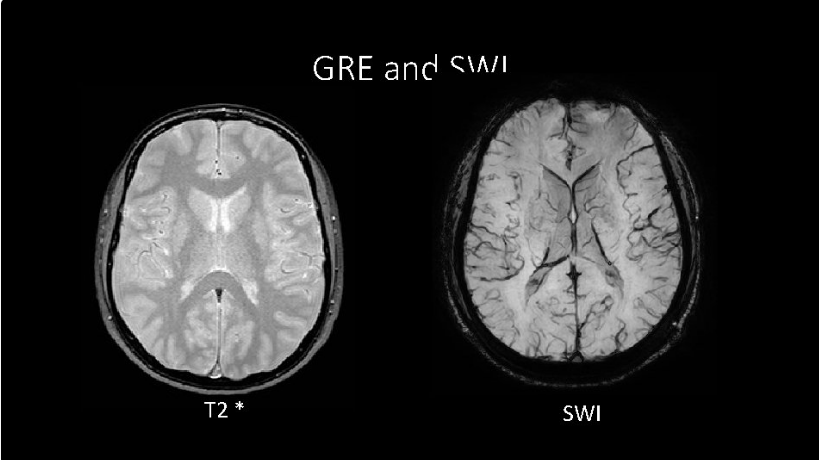 GRE and SWI
T2 *
SWI